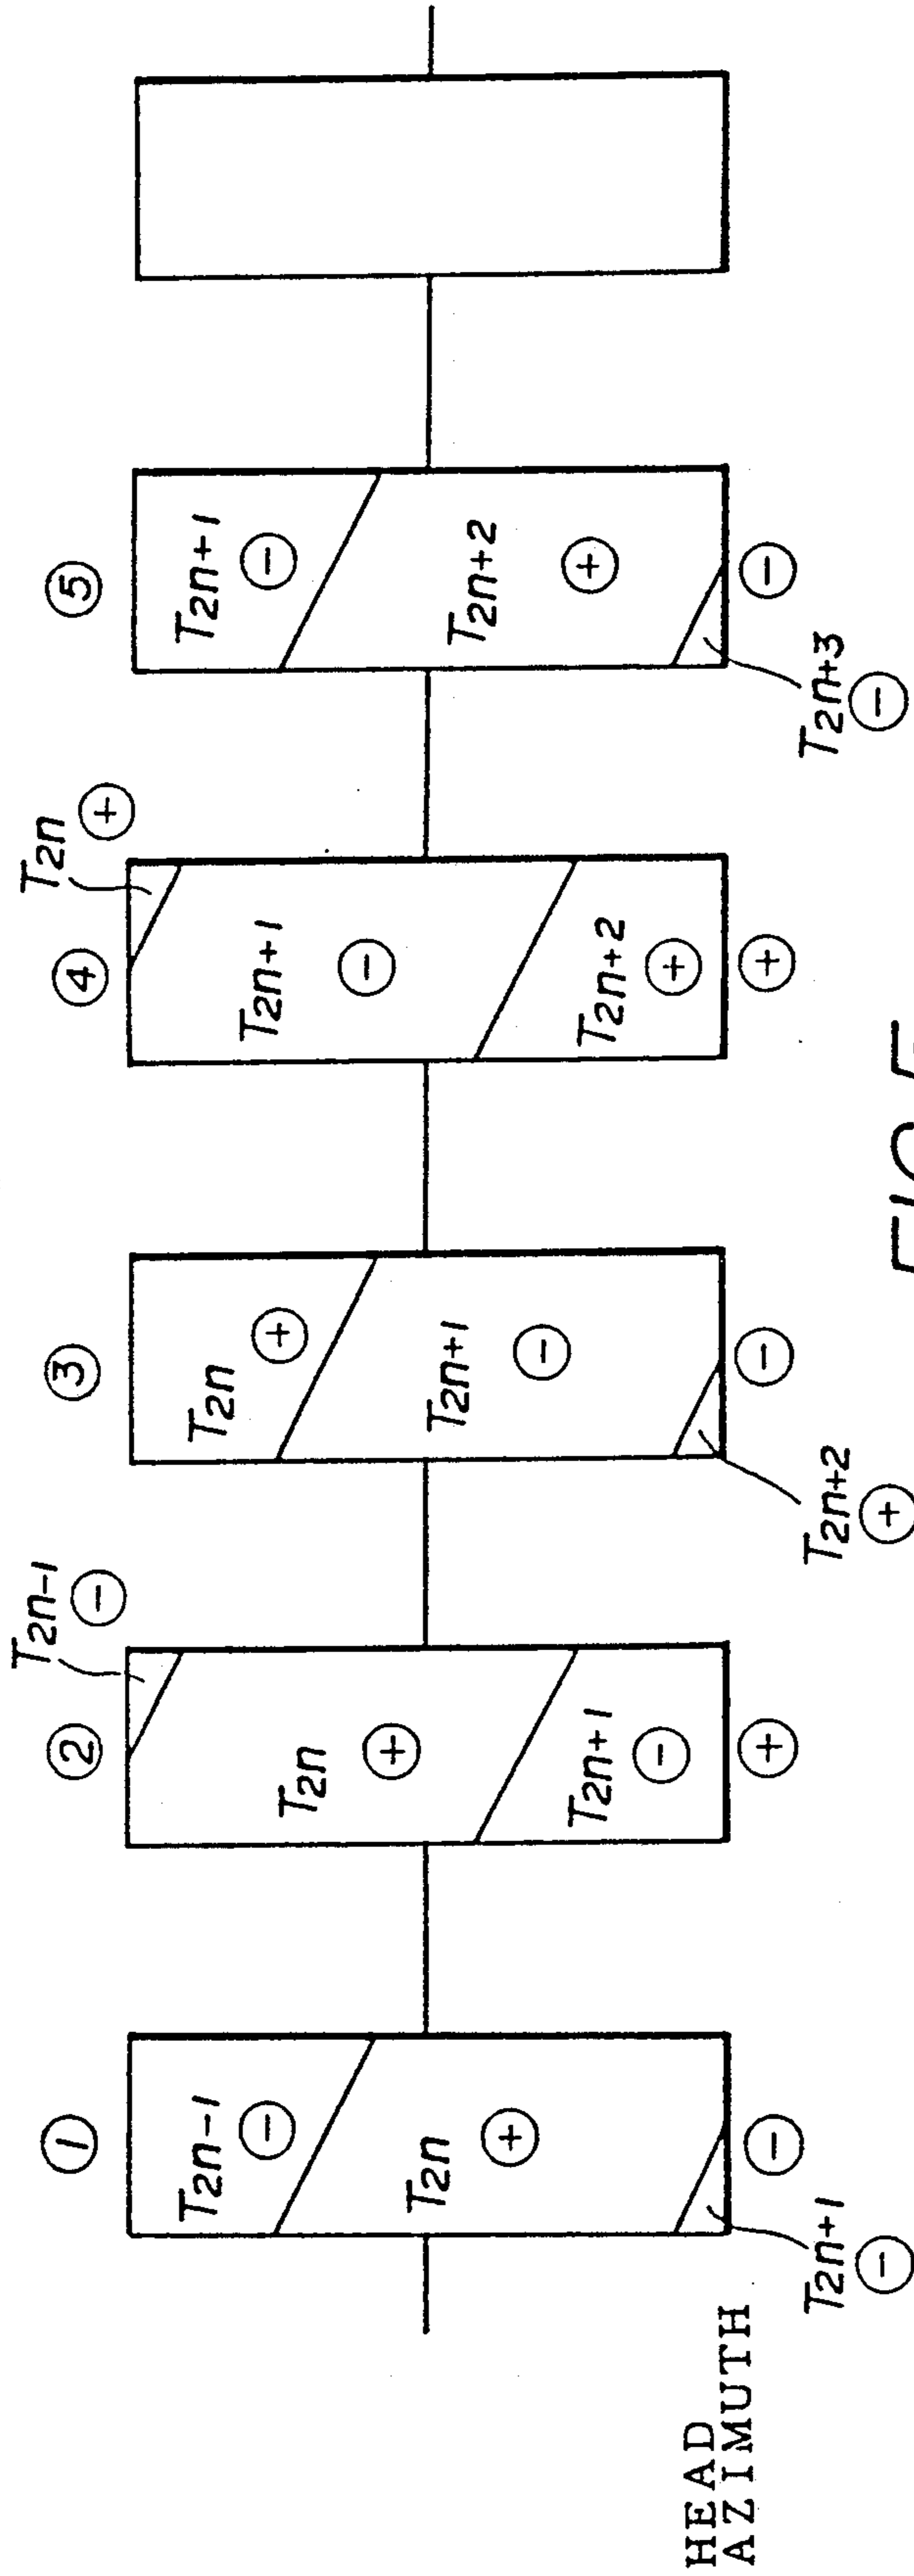 ①
T2n-1
⊖
T2n
⊕
T2n+1
⊖
⊖
②
T2n-1
⊖
T2n
⊕
T2n+1
⊖
⊕
③
T2n
⊕
T2n+1
⊖
T2n+2
⊕
⊖
④
T2n
⊕
T2n+1
⊖
T2n+2
⊕
⊕
⑤
T2n+1
⊖
T2n+2
⊕
T2n+3
⊖
⊖
HEAD
AZIMUTH